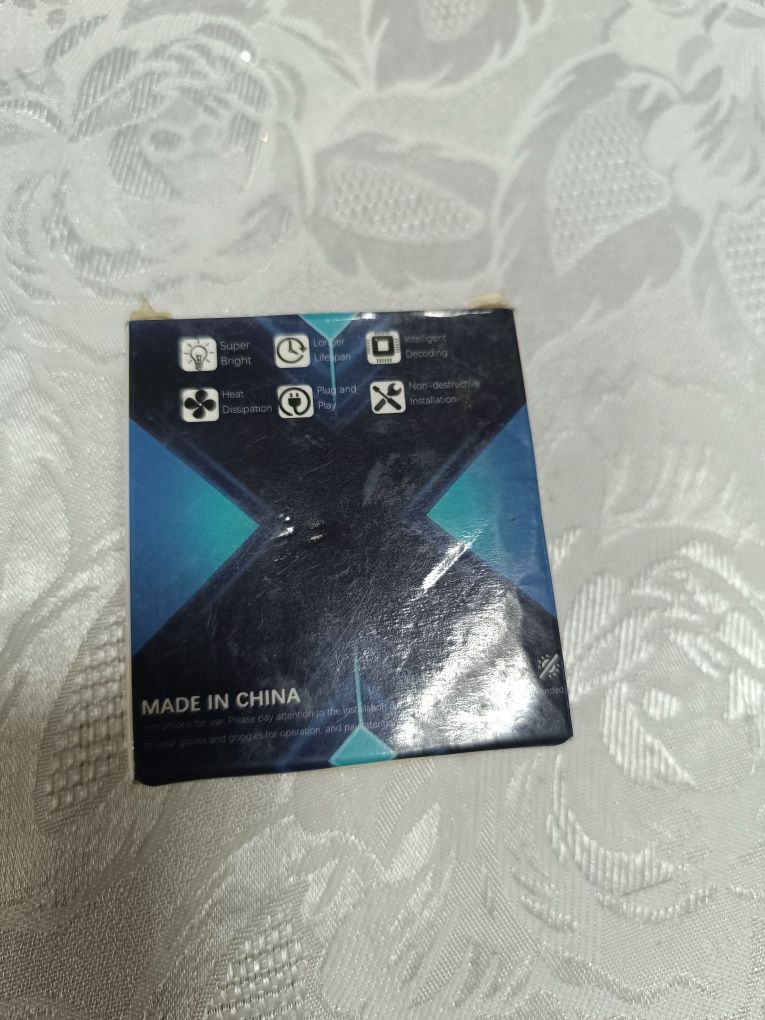 Super
Bright
Longer
Lifespan
Intelligent
Decoding
Heat
Dissipation
Plug and
Play
Non-destructive
Installation
MADE IN CHINA
Instructions for use. Please pay attention to the installation
to wear gloves and goggles for operation, and pay attention